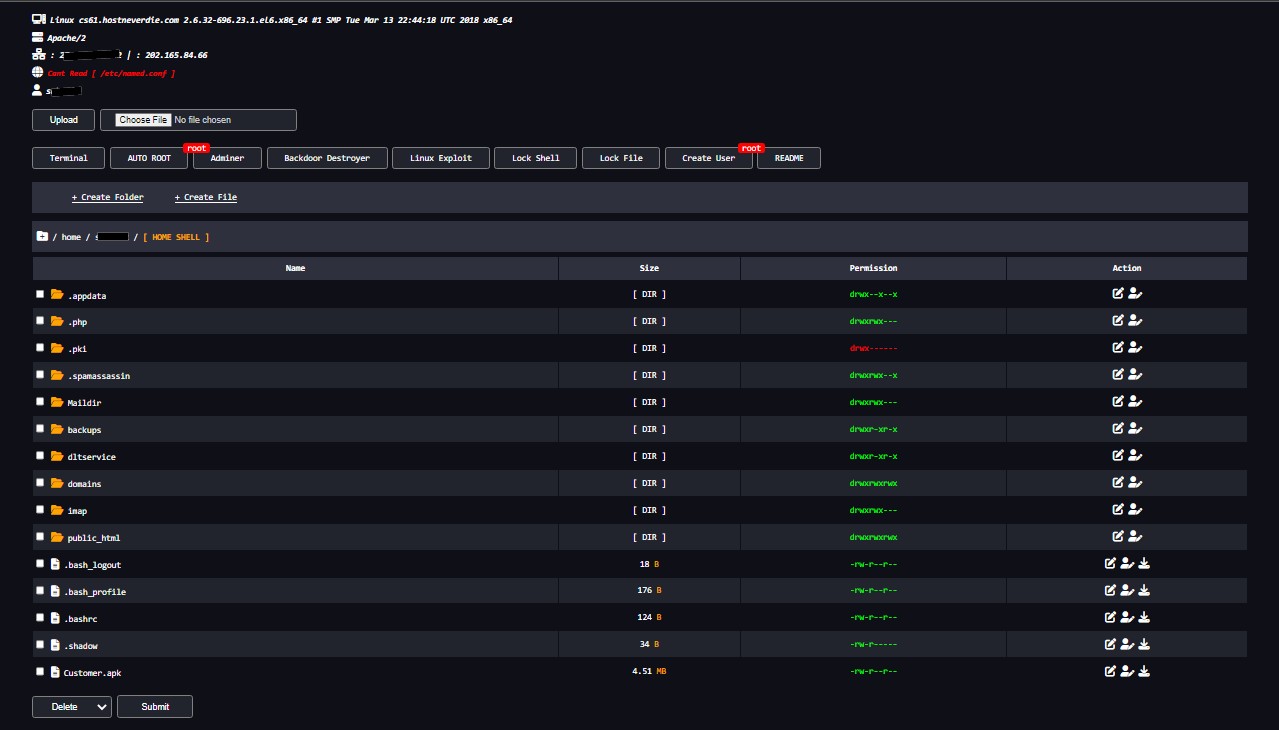 Linux cs61.hostneverdie.com 2.6.32-696.23.1.el6.x86_64 #1 SMP Tue Mar 13 22:44:18 UTC 2018 x86_64
Apache/2
: 2 | : 202.165.84.66
Cant Read [ /etc/named.conf ]
s
Upload Choose File No file chosen
Terminal AUTO ROOT root Adminer Backdoor Destroyer Linux Exploit Lock Shell Lock File Create User root README
+ Create Folder + Create File
/ home / / [ HOME SHELL ]
Name Size Permission Action
.appdata [ DIR ] drwx--x--x
.php [ DIR ] drwxrwx---
.pki [ DIR ] drwx------
.spamassassin [ DIR ] drwxrwx--x
Maildir [ DIR ] drwxrwx---
backups [ DIR ] drwxr-xr-x
dltservice [ DIR ] drwxr-xr-x
domains [ DIR ] drwxrwxrwx
imap [ DIR ] drwxrwx---
public_html [ DIR ] drwxrwxrwx
.bash_logout 18 B -rw-r--r--
.bash_profile 176 B -rw-r--r--
.bashrc 124 B -rw-r--r--
.shadow 34 B -rw-r-----
Customer.apk 4.51 MB -rw-r--r--
Delete Submit